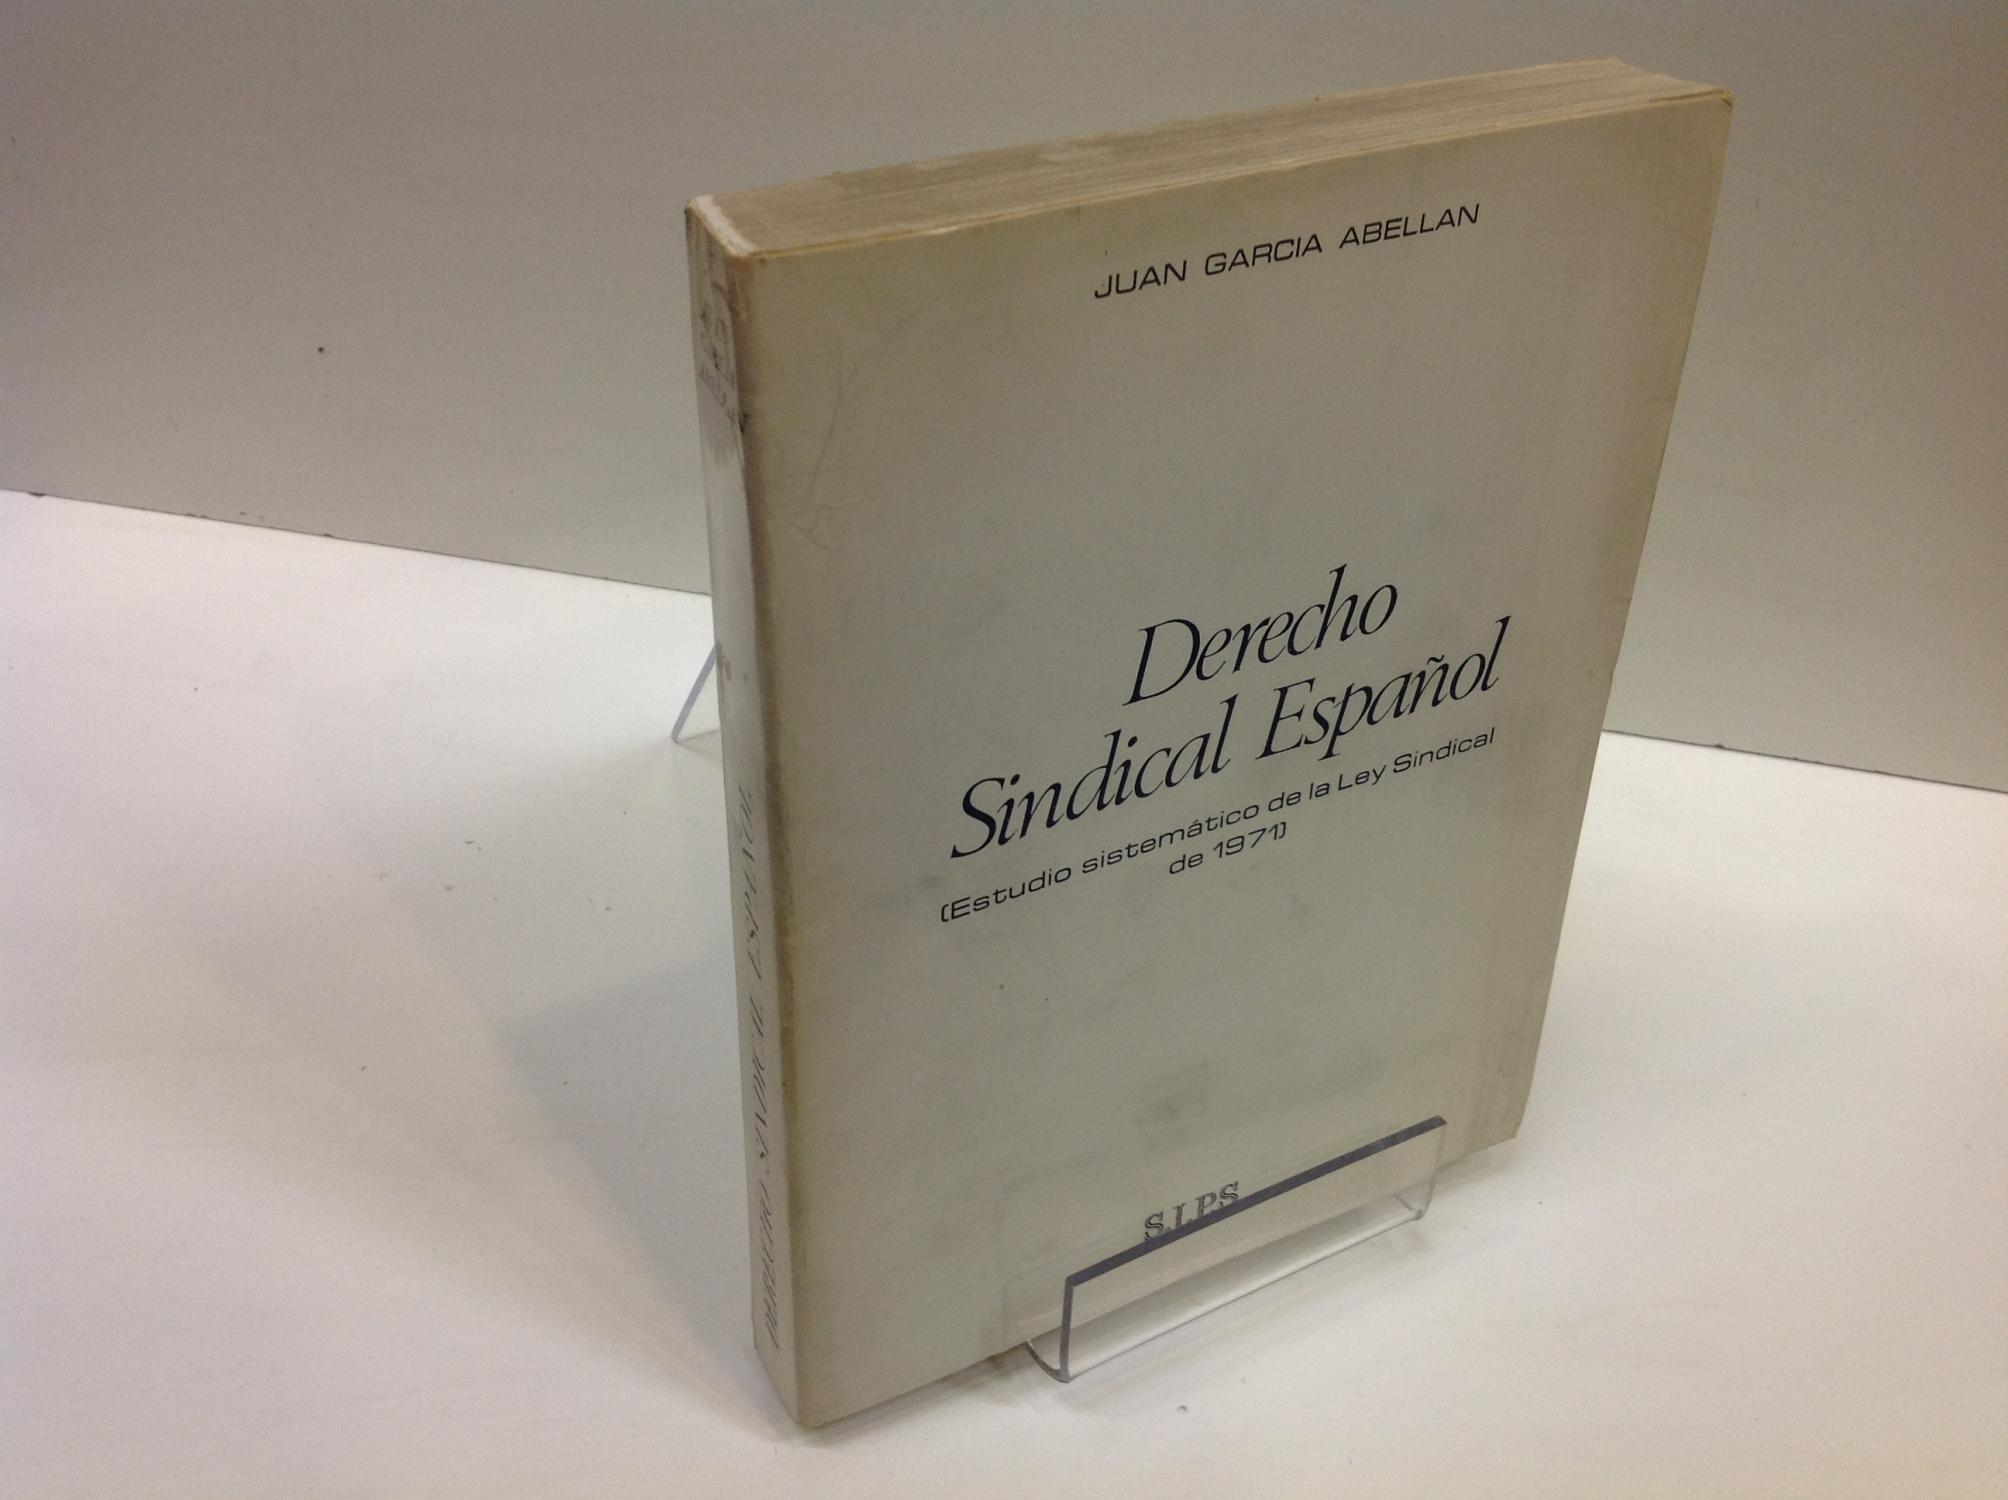 JUAN GARCIA ABELLAN
Derecho
Sindical Español
(Estudio sistemático de la Ley Sindical
de 1971)
S.I.P.S
DERECHO SINDICAL ESPAÑOL